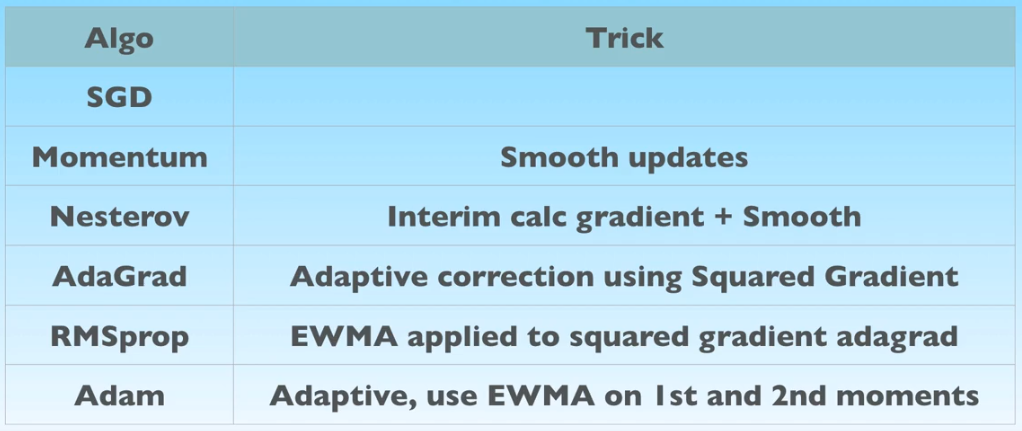 Algo Trick
SGD
Momentum Smooth updates
Nesterov Interim calc gradient + Smooth
AdaGrad Adaptive correction using Squared Gradient
RMSprop EWMA applied to squared gradient adagrad
Adam Adaptive, use EWMA on 1st and 2nd moments